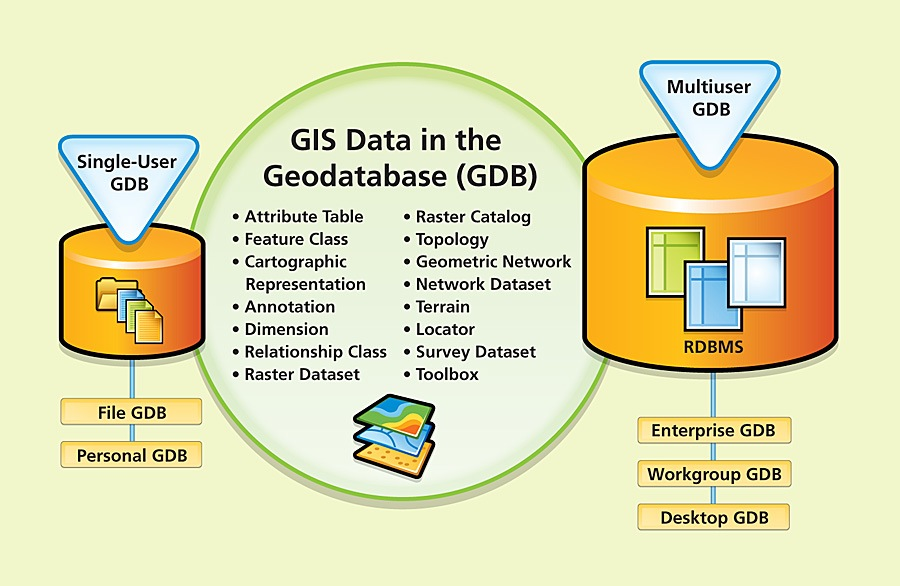 Single-User
GDB
File GDB
Personal GDB
GIS Data in the
Geodatabase (GDB)
• Attribute Table
• Feature Class
• Cartographic
Representation
• Annotation
• Dimension
• Relationship Class
• Raster Dataset
• Raster Catalog
• Topology
• Geometric Network
• Network Dataset
• Terrain
• Locator
• Survey Dataset
• Toolbox
Multiuser
GDB
RDBMS
Enterprise GDB
Workgroup GDB
Desktop GDB